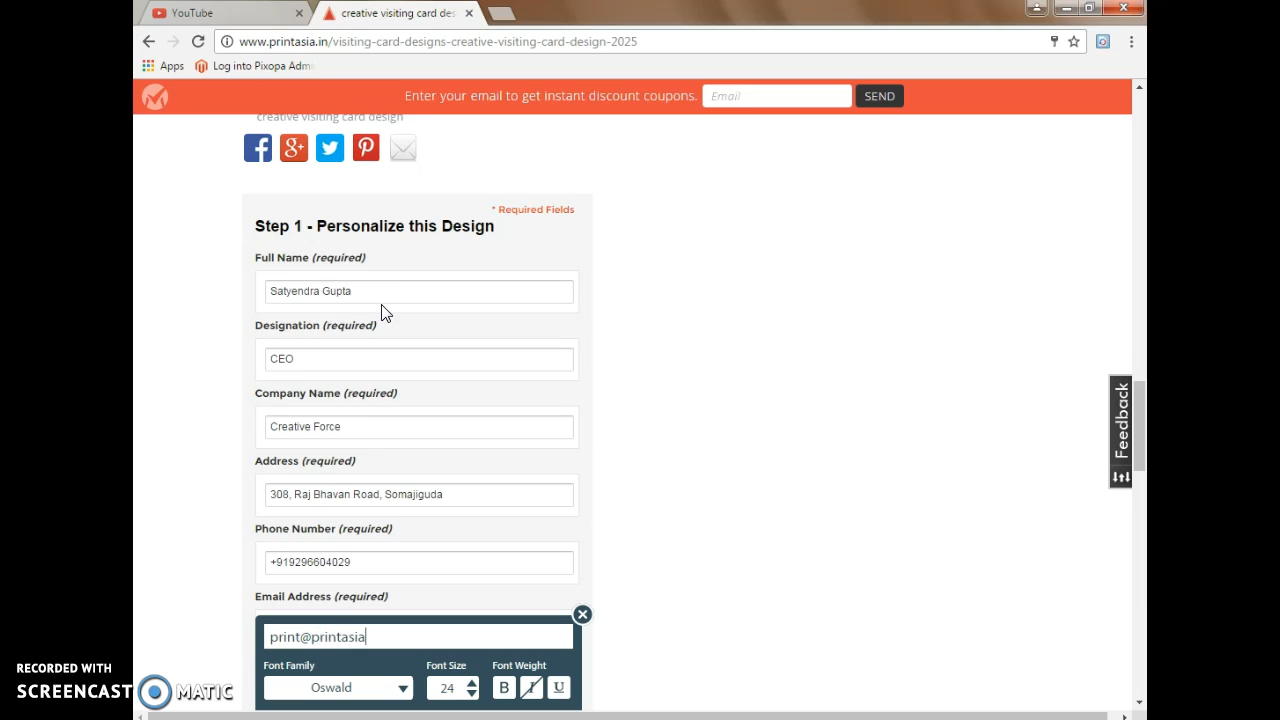 YouTube
creative visiting card des
www.printasia.in/visiting-card-designs-creative-visiting-card-design-2025
Apps
Log into Pixopa Adm
Enter your email to get instant discount coupons.
Email
SEND
creative visiting card design
* Required Fields
Step 1 - Personalize this Design
Full Name (required)
Satyendra Gupta
Designation (required)
CEO
Company Name (required)
Creative Force
Address (required)
308, Raj Bhavan Road, Somajiguda
Phone Number (required)
+919296604029
Email Address (required)
print@printasia
Font Family
Font Size
Font Weight
Oswald
24
B
I
U
Feedback
RECORDED WITH
SCREENCAST MATIC